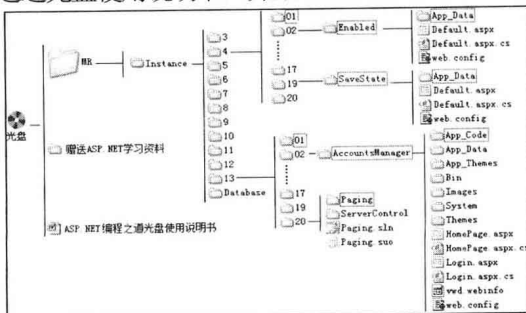 光盘
MR
Instance
3
4
5
6
7
8
9
10
11
12
13
Database
01
02
17
19
20
Enabled
App_Data
Default.aspx
Default.aspx.cs
web.config
SaveState
App_Data
Default.aspx
Default.aspx.cs
web.config
01
02
17
19
20
AccountsManager
App_Code
App_Data
App_Themes
Bin
Images
System
Themes
HomePage.aspx
HomePage.aspx.cs
Login.aspx
Login.aspx.cs
vwd.webinfo
web.config
Paging
ServerControl
Paging.sln
Paging.suo
赠送ASP.NET学习资料
ASP.NET编程之道光盘使用说明书